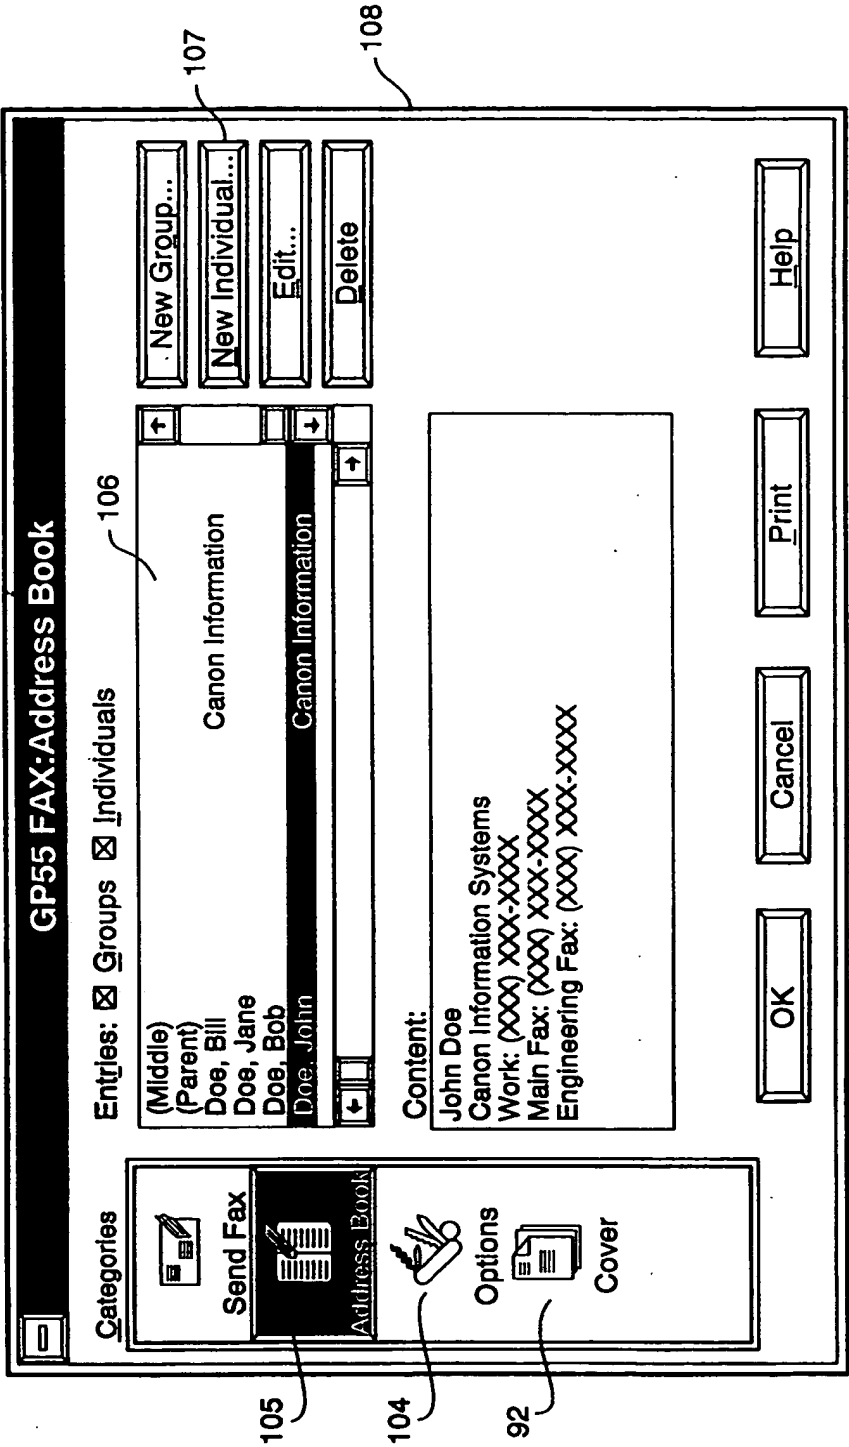 GP55 FAX:Address Book
Categories
Entries: ☒ Groups ☒ Individuals
106
Send Fax
Address Book
Options
Cover
(Middle)
(Parent)
Doe, Bill Canon Information
Doe, Jane
Doe, Bob
Doe, John Canon Information
New Group...
New Individual...
Edit...
Delete
107
108
Content:
John Doe
Canon Information Systems
Work: (XXX) XXX-XXXX
Main Fax: (XXX) XXX-XXXX
Engineering Fax: (XXX) XXX-XXXX
105
104
92
OK Cancel Print Help